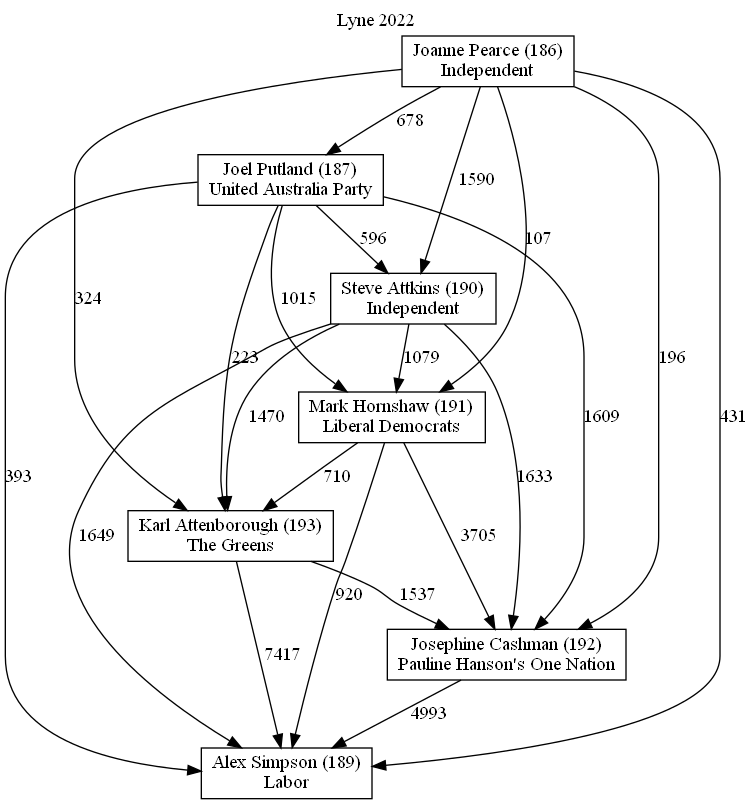 Lyne 2022
Joanne Pearce (186)
Independent
678
Joel Putland (187)
United Australia Party
1590
107
596
Steve Attkins (190)
Independent
324
1015
223
1079
196
Mark Hornshaw (191)
Liberal Democrats
1470
1609
431
393
710
1633
Karl Attenborough (193)
The Greens
1649
3705
920
1537
Josephine Cashman (192)
Pauline Hanson's One Nation
7417
4993
Alex Simpson (189)
Labor